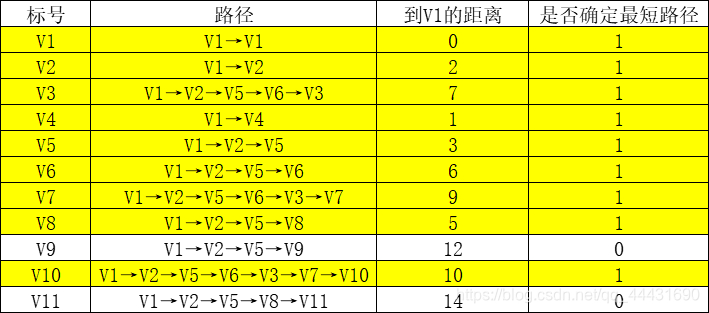 标号 路径 到V1的距离 是否确定最短路径
V1 V1→V1 0 1
V2 V1→V2 2 1
V3 V1→V2→V5→V6→V3 7 1
V4 V1→V4 1 1
V5 V1→V2→V5 3 1
V6 V1→V2→V5→V6 6 1
V7 V1→V2→V5→V6→V3→V7 9 1
V8 V1→V2→V5→V8 5 1
V9 V1→V2→V5→V9 12 0
V10 V1→V2→V5→V6→V3→V7→V10 10 1
V11 V1→V2→V5→V8→V11 14 0
https://blog.csdn.net/qq_44431690